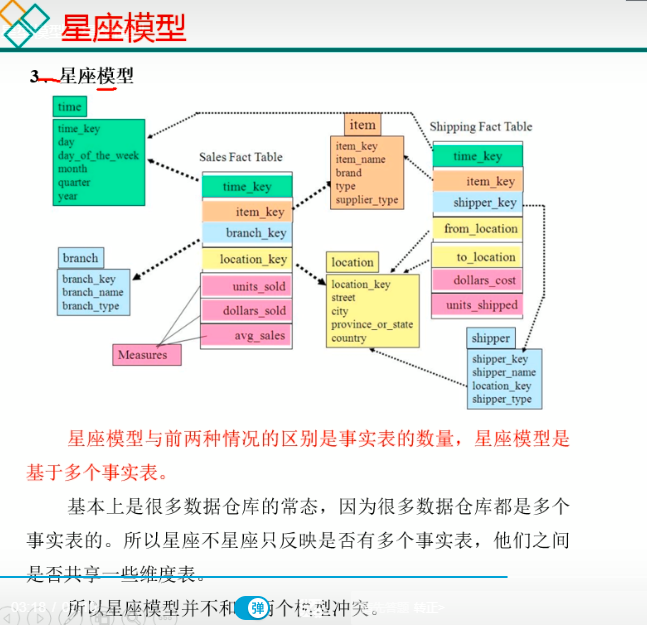 星座模型
3、星座模型
time
time_key
day
day_of_the_week
month
quarter
year
Sales Fact Table
time_key
item_key
branch_key
location_key
units_sold
dollars_sold
avg_sales
Measures
branch
branch_key
branch_name
branch_type
item
item_key
item_name
brand
type
supplier_type
location
location_key
street
city
province_or_state
country
Shipping Fact Table
time_key
item_key
shipper_key
from_location
to_location
dollars_cost
units_shipped
shipper
shipper_key
shipper_name
location_key
shipper_type
星座模型与前两种情况的区别是事实表的数量，星座模型是
基于多个事实表。
基本上是很多数据仓库的常态，因为很多数据仓库都是多个
事实表的。所以星座不星座只反映是否有多个事实表，他们之间
是否共享一些维度表。
所以星座模型并不和 弹 两个模型冲突。